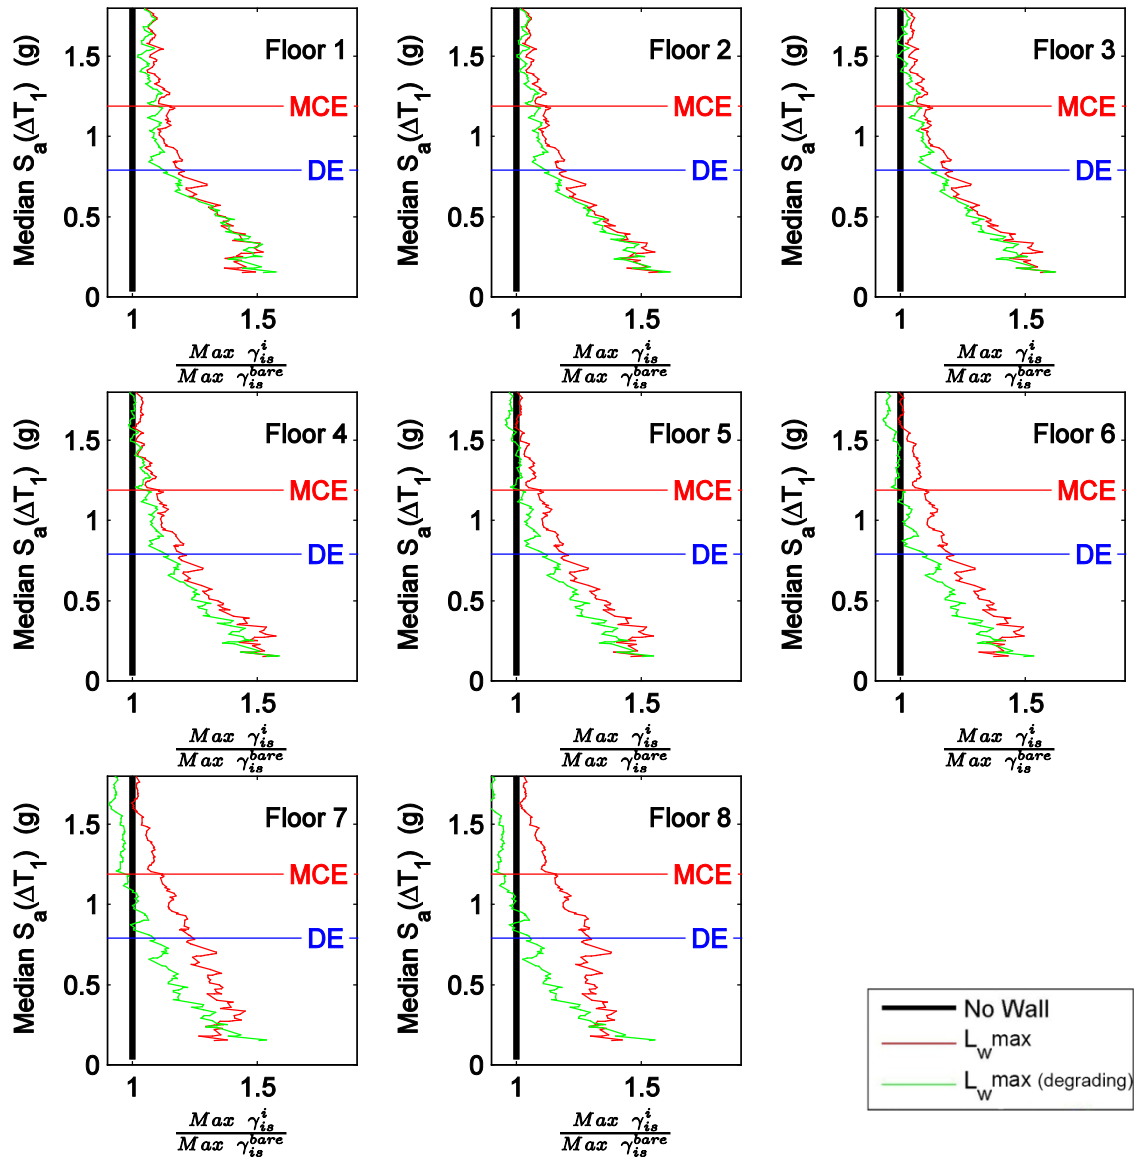 Floor 1
MCE
DE
1.5
1
0.5
0
1 1.5
Median S_a(ΔT_1) (g)
Max γ_is^i
Max γ_is^bare
Floor 2
MCE
DE
1.5
1
0.5
0
1 1.5
Median S_a(ΔT_1) (g)
Max γ_is^i
Max γ_is^bare
Floor 3
MCE
DE
1.5
1
0.5
0
1 1.5
Median S_a(ΔT_1) (g)
Max γ_is^i
Max γ_is^bare
Floor 4
MCE
DE
1.5
1
0.5
0
1 1.5
Median S_a(ΔT_1) (g)
Max γ_is^i
Max γ_is^bare
Floor 5
MCE
DE
1.5
1
0.5
0
1 1.5
Median S_a(ΔT_1) (g)
Max γ_is^i
Max γ_is^bare
Floor 6
MCE
DE
1.5
1
0.5
0
1 1.5
Median S_a(ΔT_1) (g)
Max γ_is^i
Max γ_is^bare
Floor 7
MCE
DE
1.5
1
0.5
0
1 1.5
Median S_a(ΔT_1) (g)
Max γ_is^i
Max γ_is^bare
Floor 8
MCE
DE
1.5
1
0.5
0
1 1.5
Median S_a(ΔT_1) (g)
Max γ_is^i
Max γ_is^bare
No Wall
L_w^max
L_w^max (degrading)